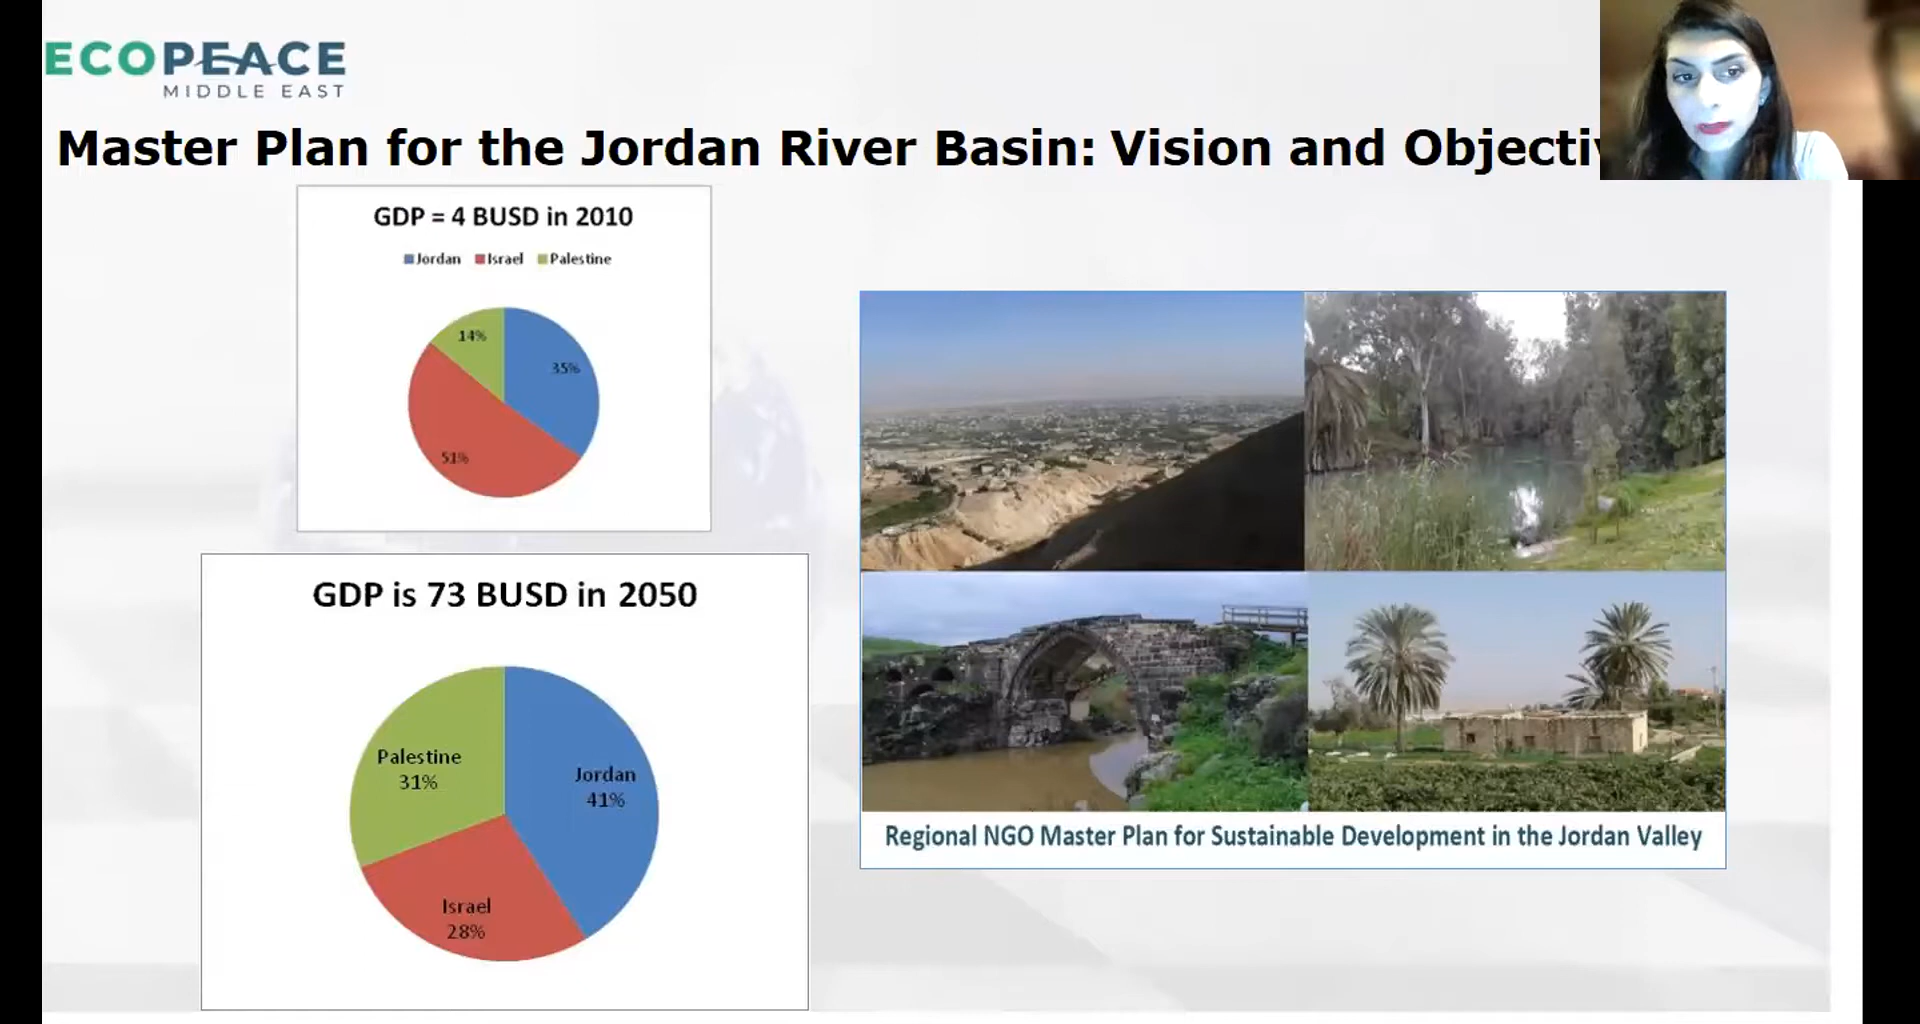 ECOPEACE
MIDDLE EAST
Master Plan for the Jordan River Basin: Vision and Objecti
GDP = 4 BUSD in 2010
Jordan Israel Palestine
14%
35%
51%
GDP is 73 BUSD in 2050
Palestine
31%
Jordan
41%
Israel
28%
Regional NGO Master Plan for Sustainable Development in the Jordan Valley